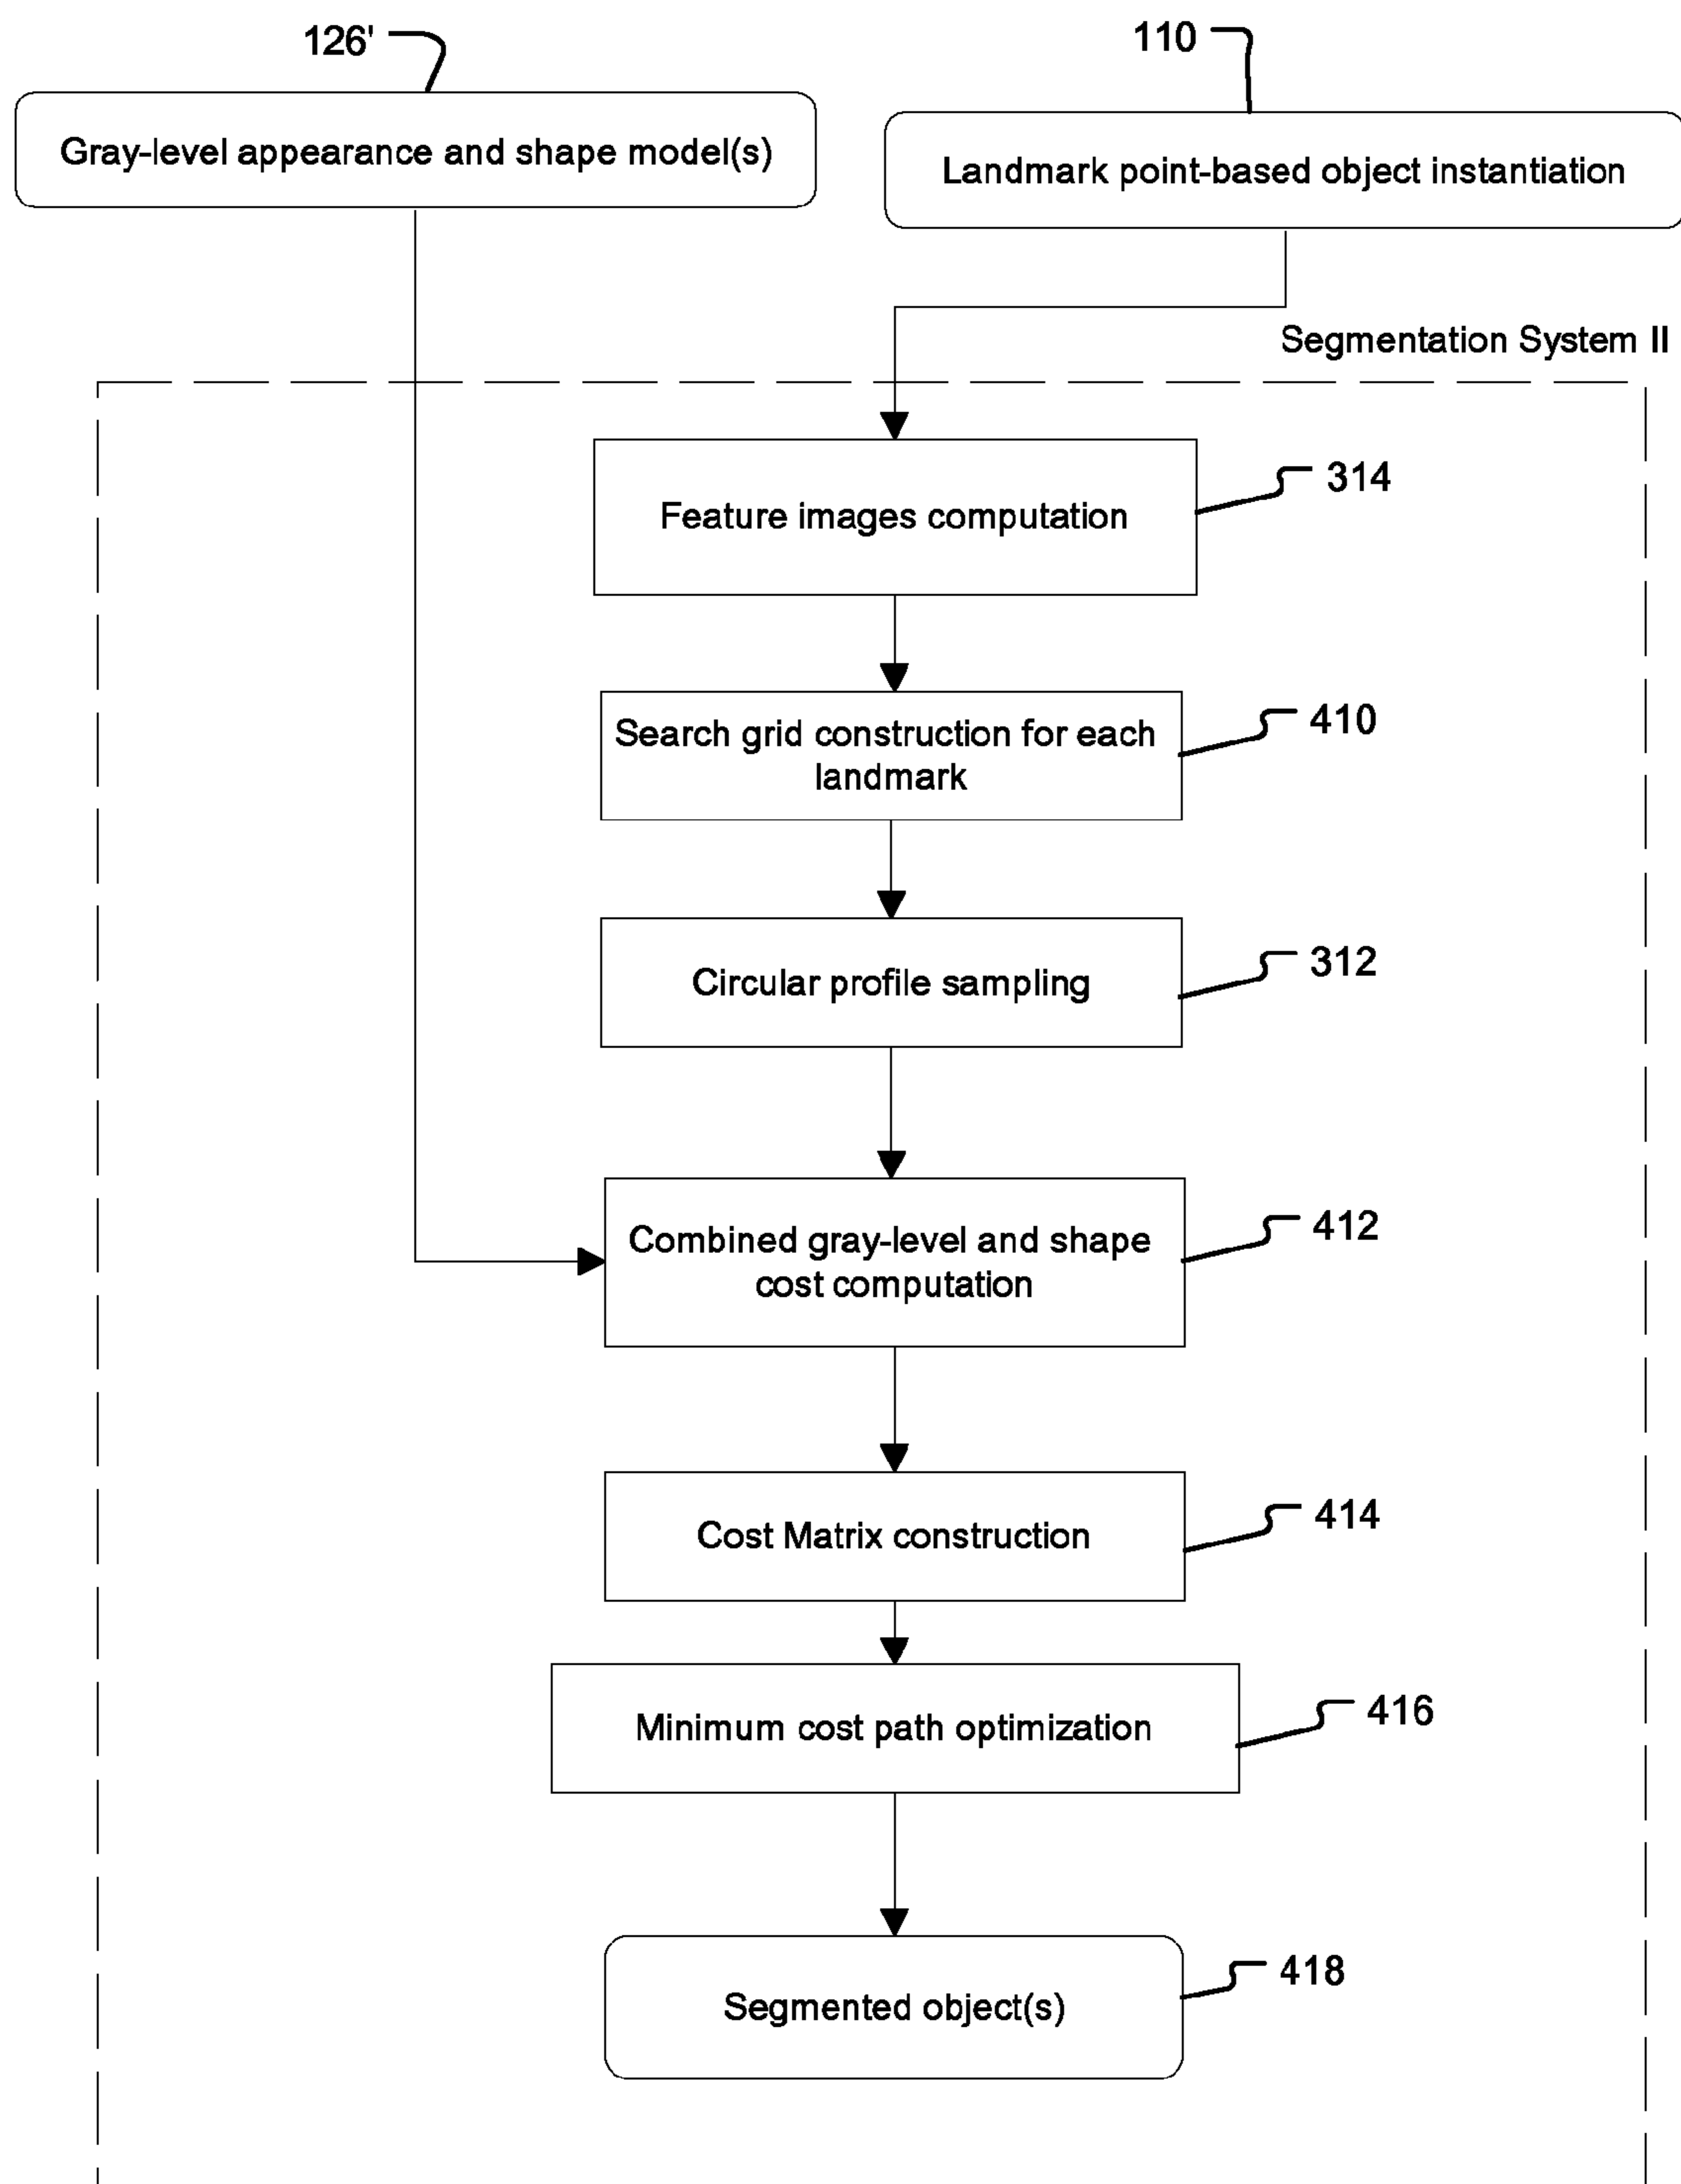 126'
110
Gray-level appearance and shape model(s)
Landmark point-based object instantiation
Segmentation System II
Feature images computation
314
Search grid construction for each
landmark
410
Circular profile sampling
312
Combined gray-level and shape
cost computation
412
Cost Matrix construction
414
Minimum cost path optimization
416
Segmented object(s)
418